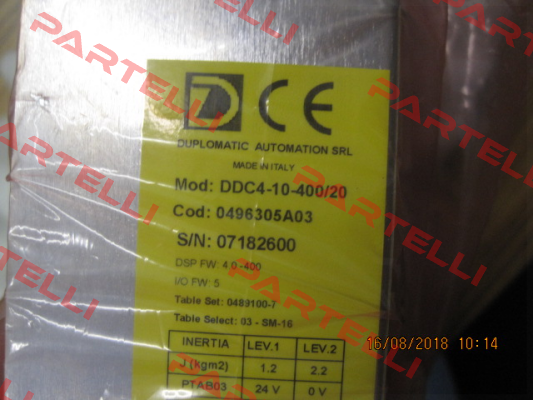 PARTELLI
PARTELLI
D CE
DUPLOMATIC AUTOMATION SRL
MADE IN ITALY
Mod: DDC4-10-400/20
Cod: 0496305A03
S/N: 07182600
DSP FW: 4.0 -400
I/O FW: 5
Table Set: 0489100-7
Table Select: 03 - SM-16
INERTIA LEV.1 LEV.2
J (kgm2) 1.2 2.2
PTAB03 24 V 0 V
16/08/2018 10:14
PARTELLI
PARTELLI
PARTELLI